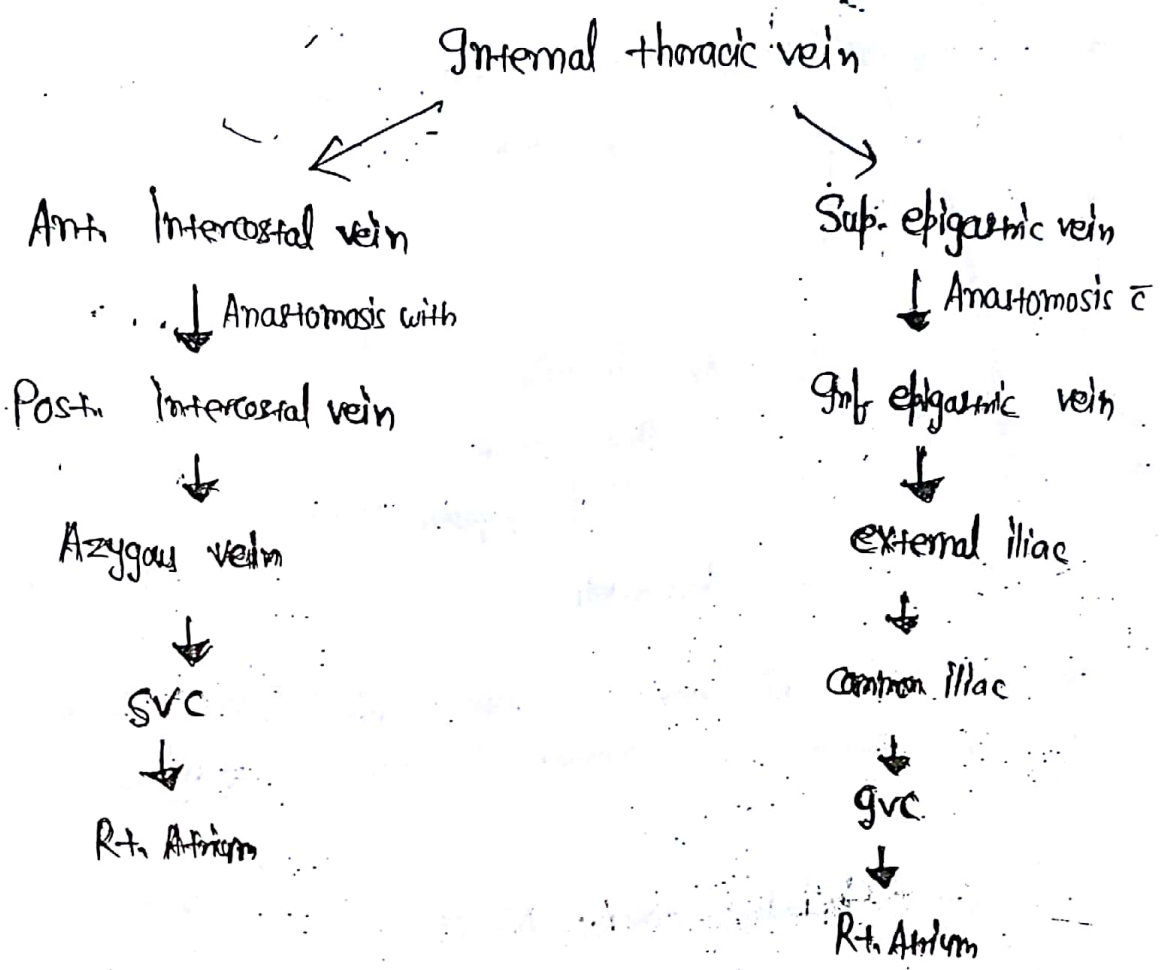 Internal thoracic vein
Ant. Intercostal vein
Anastomosis with
Post. Intercostal vein
Azygous vein
SVC
Rt. Atrium
Sup. epigastric vein
Anastomosis c̄
Inf epigastric vein
external iliac
common iliac
IVC
Rt. Atrium